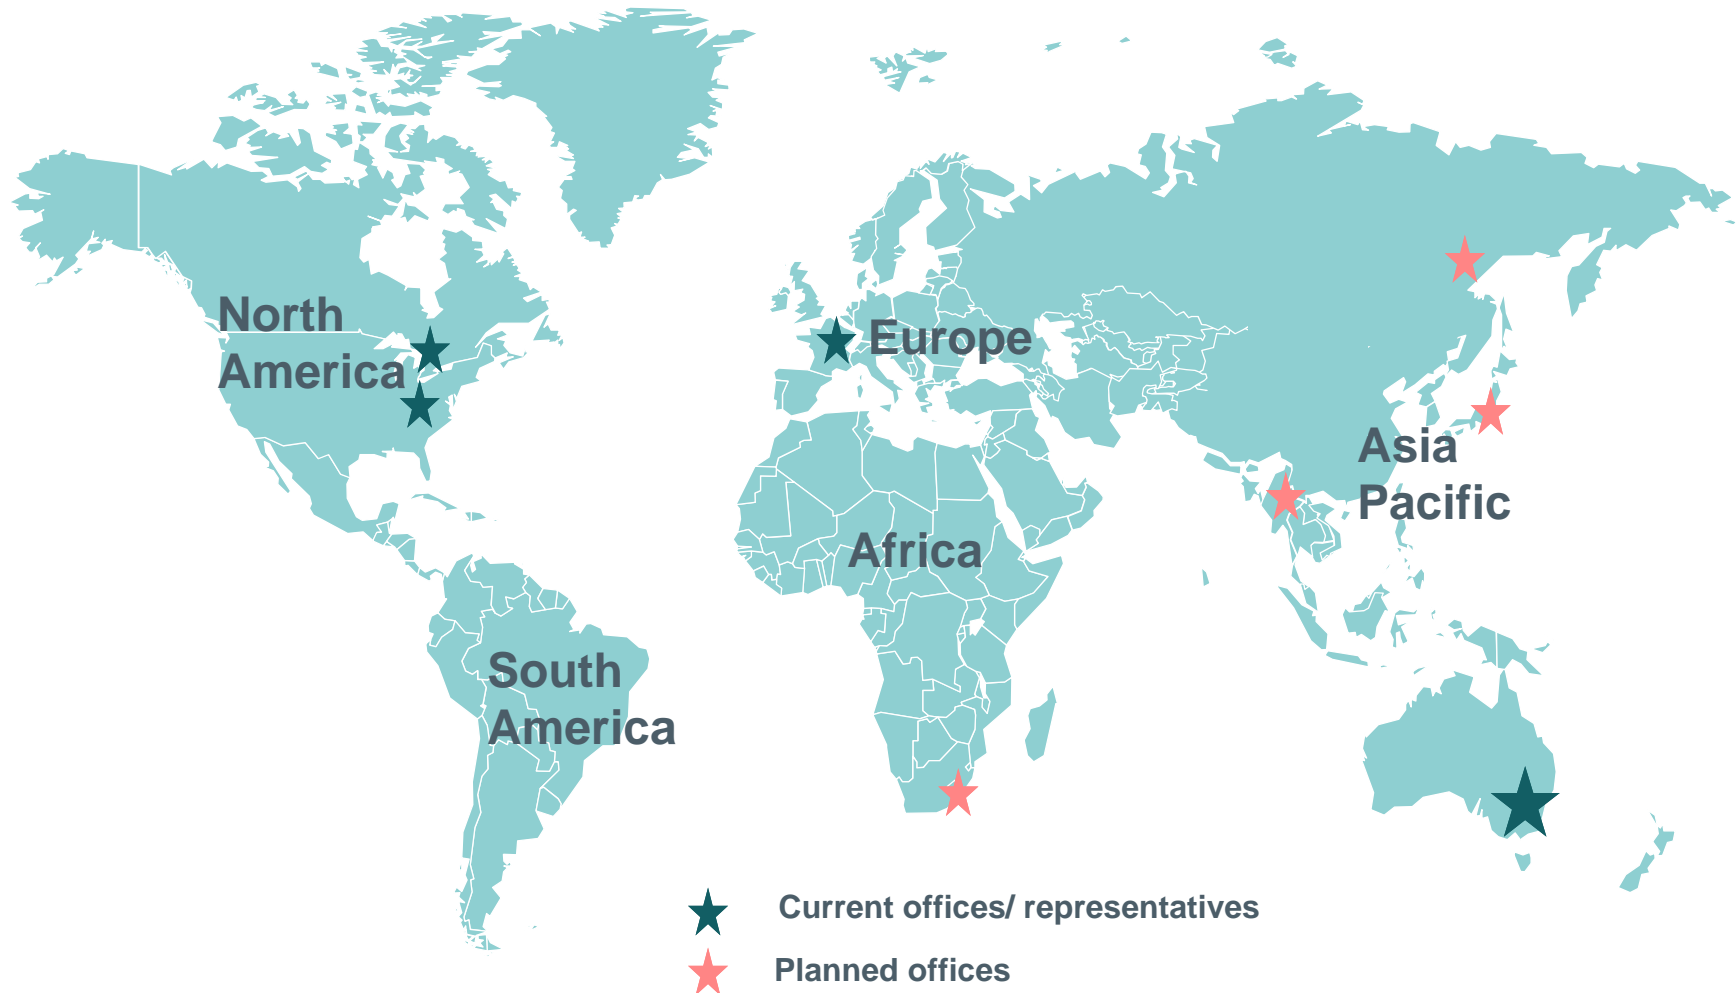 North
America
Europe
Asia
Pacific
Africa
South
America
Current offices/ representatives
Planned offices